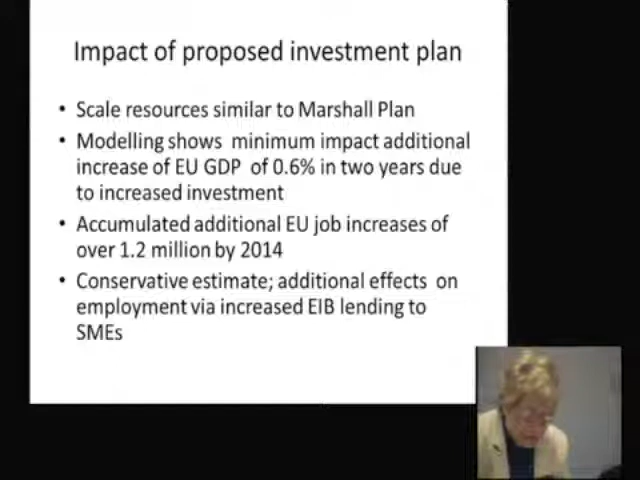 Impact of proposed investment plan
• Scale resources similar to Marshall Plan
• Modelling shows minimum impact additional
increase of EU GDP of 0.6% in two years due
to increased investment
• Accumulated additional EU job increases of
over 1.2 million by 2014
• Conservative estimate; additional effects on
employment via increased EIB lending to
SMEs